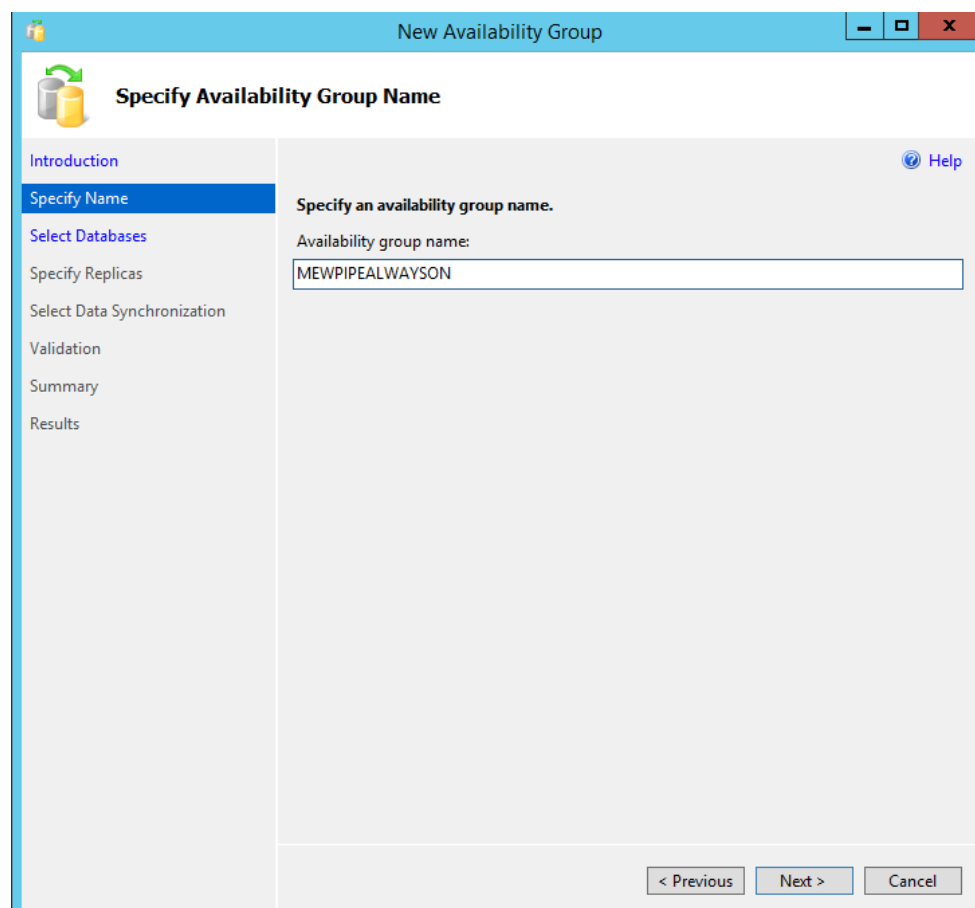 New Availability Group
Specify Availability Group Name
Introduction
Help
Specify Name
Specify an availability group name.
Select Databases
Availability group name:
Specify Replicas
MEWPIPEALWAYSON
Select Data Synchronization
Validation
Summary
Results
< Previous
Next >
Cancel